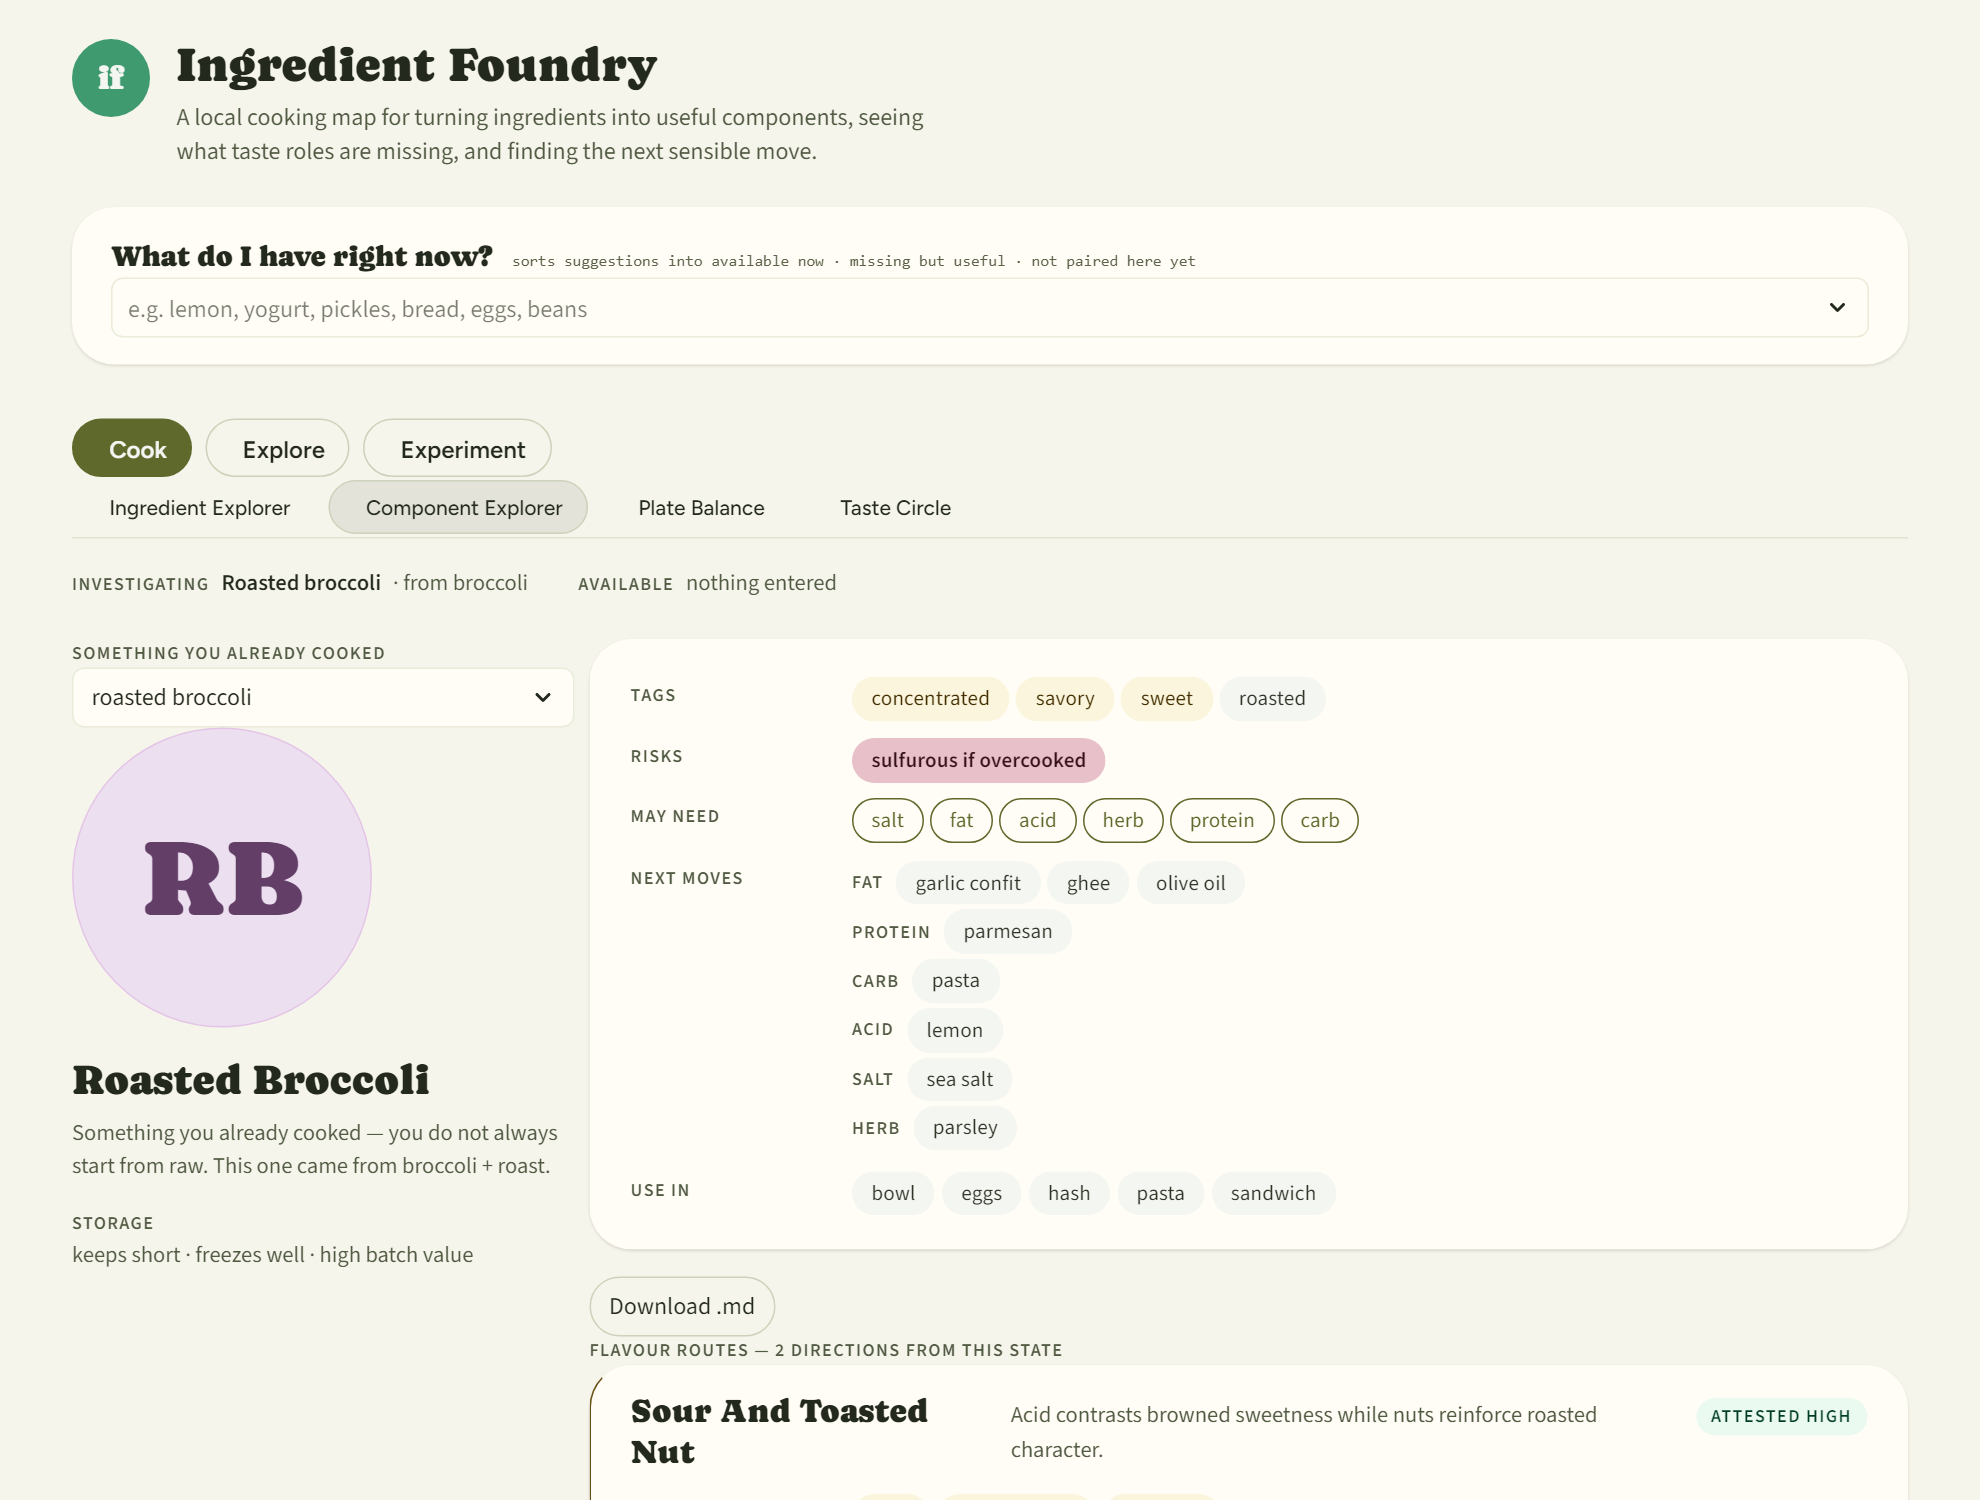 if
Ingredient Foundry
A local cooking map for turning ingredients into useful components, seeing
what taste roles are missing, and finding the next sensible move.
What do I have right now? sorts suggestions into available now · missing but useful · not paired here yet
e.g. lemon, yogurt, pickles, bread, eggs, beans
Cook Explore Experiment
Ingredient Explorer Component Explorer Plate Balance Taste Circle
INVESTIGATING Roasted broccoli · from broccoli AVAILABLE nothing entered
SOMETHING YOU ALREADY COOKED
roasted broccoli
RB
Roasted Broccoli
Something you already cooked — you do not always
start from raw. This one came from broccoli + roast.
STORAGE
keeps short · freezes well · high batch value
TAGS concentrated savory sweet roasted
RISKS sulfurous if overcooked
MAY NEED salt fat acid herb protein carb
NEXT MOVES FAT garlic confit ghee olive oil
PROTEIN parmesan
CARB pasta
ACID lemon
SALT sea salt
HERB parsley
USE IN bowl eggs hash pasta sandwich
Download .md
FLAVOUR ROUTES — 2 DIRECTIONS FROM THIS STATE
Sour And Toasted
Nut
Acid contrasts browned sweetness while nuts reinforce roasted
character.
ATTESTED HIGH